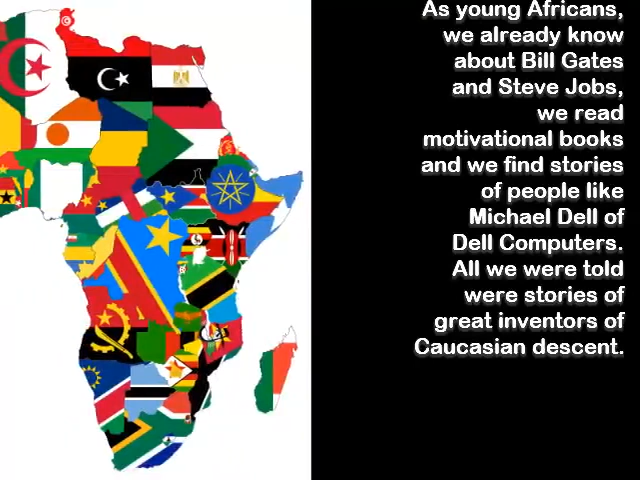 As young Africans,
we already know
about Bill Gates
and Steve Jobs,
we read
motivational books
and we find stories
of people like
Michael Dell of
Dell Computers.
All we were told
were stories of
great inventors of
Caucasian descent.